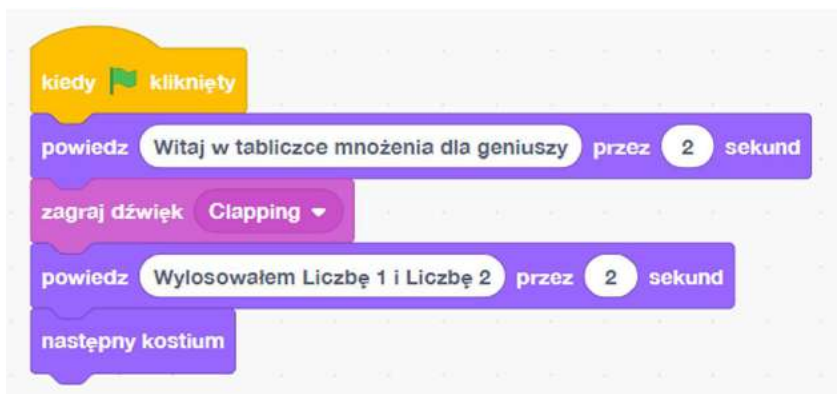 kiedy kliknięty
powiedz Witaj w tabliczce mnożenia dla geniuszy przez 2 sekund
zagraj dźwięk Clapping
powiedz Wylosowałem Liczbę 1 i Liczbę 2 przez 2 sekund
następny kostium